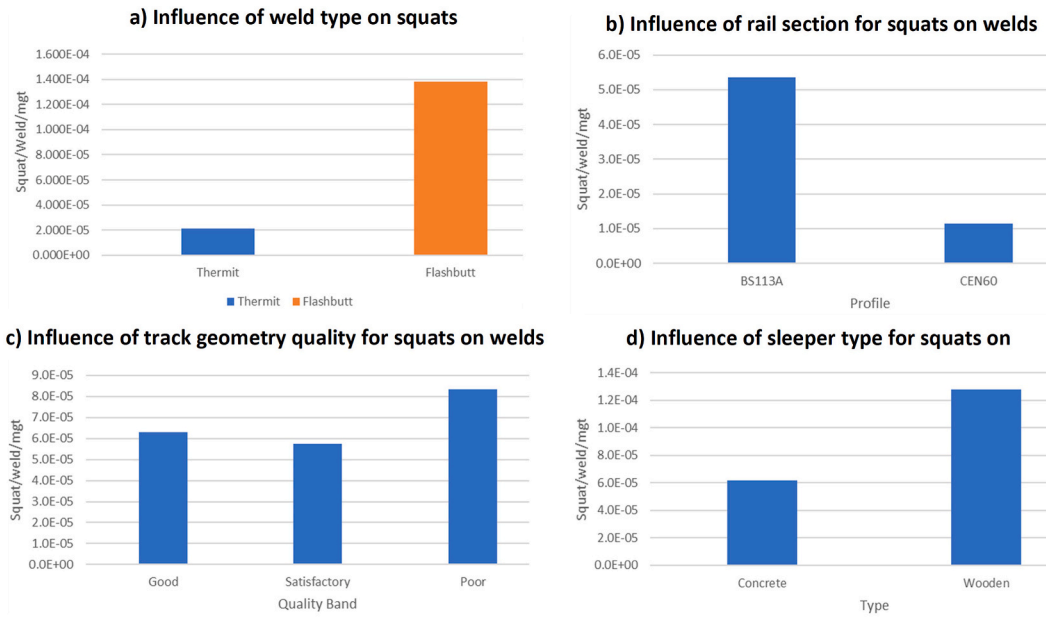 a) Influence of weld type on squats
Squat/Weld/mgt
1.600E-04
1.400E-04
1.200E-04
1.000E-04
8.000E-05
6.000E-05
4.000E-05
2.000E-05
0.000E+00
Thermit Flashbutt
Thermit Flashbutt
b) Influence of rail section for squats on welds
Squat/weld/mgt
6.0E-05
5.0E-05
4.0E-05
3.0E-05
2.0E-05
1.0E-05
0.0E+00
BS113A CEN60
Profile
c) Influence of track geometry quality for squats on welds
Squat/weld/mgt
9.0E-05
8.0E-05
7.0E-05
6.0E-05
5.0E-05
4.0E-05
3.0E-05
2.0E-05
1.0E-05
0.0E+00
Good Satisfactory Poor
Quality Band
d) Influence of sleeper type for squats on
Squat/weld/mgt
1.4E-04
1.2E-04
1.0E-04
8.0E-05
6.0E-05
4.0E-05
2.0E-05
0.0E+00
Concrete Wooden
Type